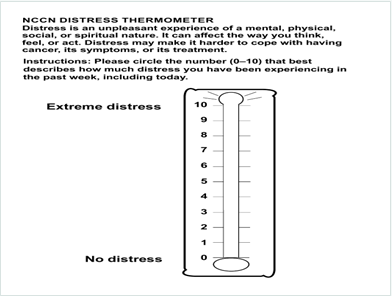 NCCN DISTRESS THERMOMETER
Distress is an unpleasant experience of a mental, physical,
social, or spiritual nature. It can affect the way you think,
feel, or act. Distress may make it harder to cope with having
cancer, its symptoms, or its treatment.
Instructions: Please circle the number (0–10) that best
describes how much distress you have been experiencing in
the past week, including today.
Extreme distress
10
9
8
7
6
5
4
3
2
1
No distress
0